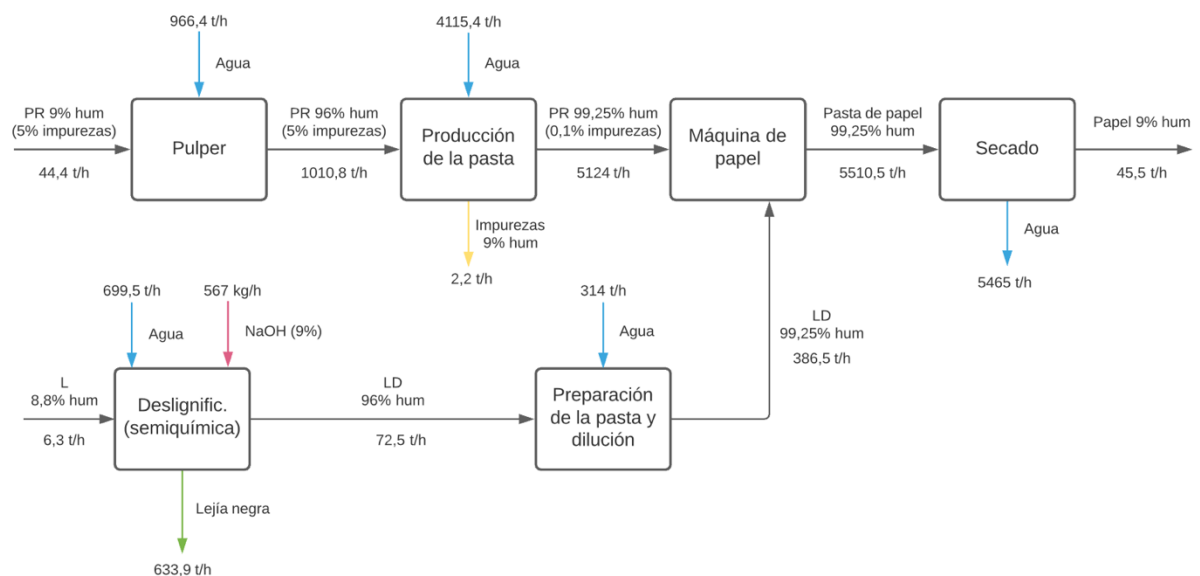 966,4 t/h
4115,4 t/h
Agua
Agua
PR 9% hum
(5% impurezas)
44,4 t/h
Pulper
PR 96% hum
(5% impurezas)
1010,8 t/h
Producción
de la pasta
PR 99,25% hum
(0,1% impurezas)
5124 t/h
Máquina de
papel
Pasta de papel
99,25% hum
5510,5 t/h
Secado
Papel 9% hum
45,5 t/h
Impurezas
9% hum
2,2 t/h
Agua
5465 t/h
699,5 t/h
567 kg/h
314 t/h
Agua
NaOH (9%)
Agua
LD
99,25% hum
386,5 t/h
L
8,8% hum
6,3 t/h
Deslignific.
(semiquímica)
LD
96% hum
72,5 t/h
Preparación
de la pasta y
dilución
Lejía negra
633,9 t/h